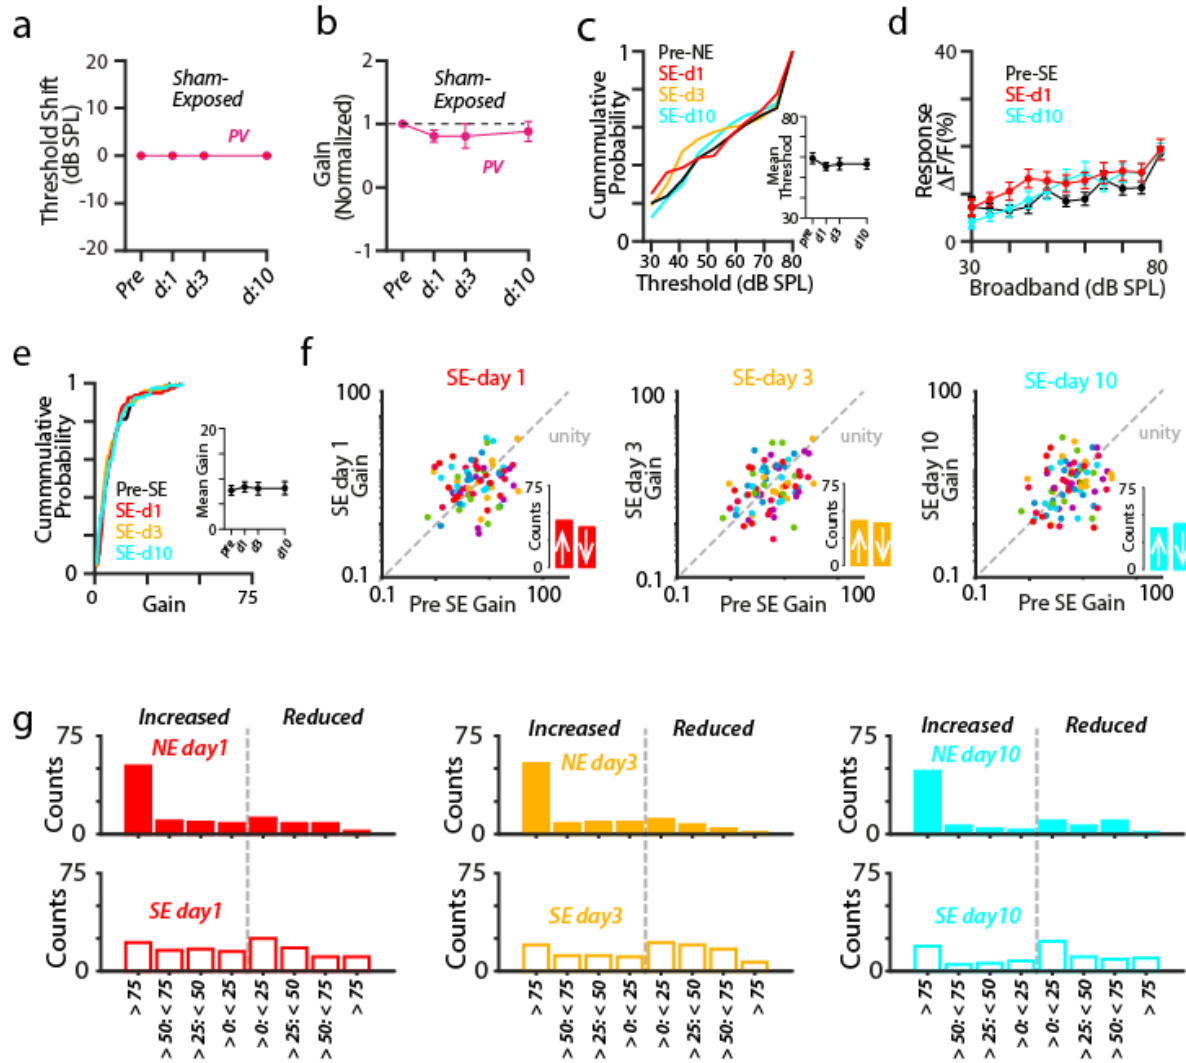 a
Threshold Shift
(dB SPL)
20
10
0
-10
-20
Sham-
Exposed
PV
Pre
d:1
d:3
d:10
b
Gain
(Normalized)
2
1
0
-1
Sham-
Exposed
PV
Pre
d:1
d:3
d:10
c
Cummmulative
Probability
1
0
Pre-NE
SE-d1
SE-d3
SE-d10
Mean
Threshod
80
30
pre
d1
d3
d10
30 40 50 60 70 80
Threshold (dB SPL)
d
Response
ΔF/F(%)
40
0
Pre-SE
SE-d1
SE-d10
30 80
Broadband (dB SPL)
e
Cummmulative
Probability
1
0
Pre-SE
SE-d1
SE-d3
SE-d10
Mean Gain
20
0
pre
d1
d3
d10
0 75
Gain
f
SE-day 1
SE day 1
Gain
100
0.1
unity
Counts
75
0
0.1 100
Pre SE Gain
SE-day 3
SE day 3
Gain
100
0.1
unity
Counts
75
0
0.1 100
Pre SE Gain
SE-day 10
SE day 10
Gain
100
0.1
unity
Counts
75
0
0.1 100
Pre SE Gain
g
Increased Reduced
NE day1
Counts
75
0
Increased Reduced
NE day3
Counts
75
0
Increased Reduced
NE day10
Counts
75
0
SE day1
Counts
75
0
> 75
> 50: < 75
> 25: < 50
> 0: < 25
> 0: < 25
> 25: < 50
> 50: < 75
> 75
SE day3
Counts
75
0
> 75
> 50: < 75
> 25: < 50
> 0: < 25
> 0: < 25
> 25: < 50
> 50: < 75
> 75
SE day10
Counts
75
0
> 75
> 50: < 75
> 25: < 50
> 0: < 25
> 0: < 25
> 25: < 50
> 50: < 75
> 75